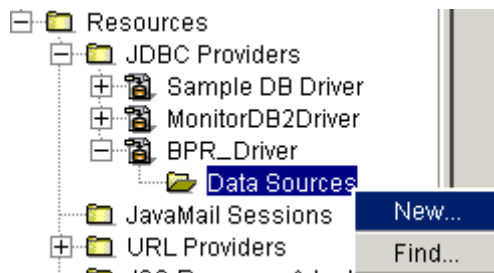 Resources
JDBC Providers
Sample DB Driver
MonitorDB2Driver
BPR_Driver
Data Sources
New...
JavaMail Sessions
Find...
URL Providers